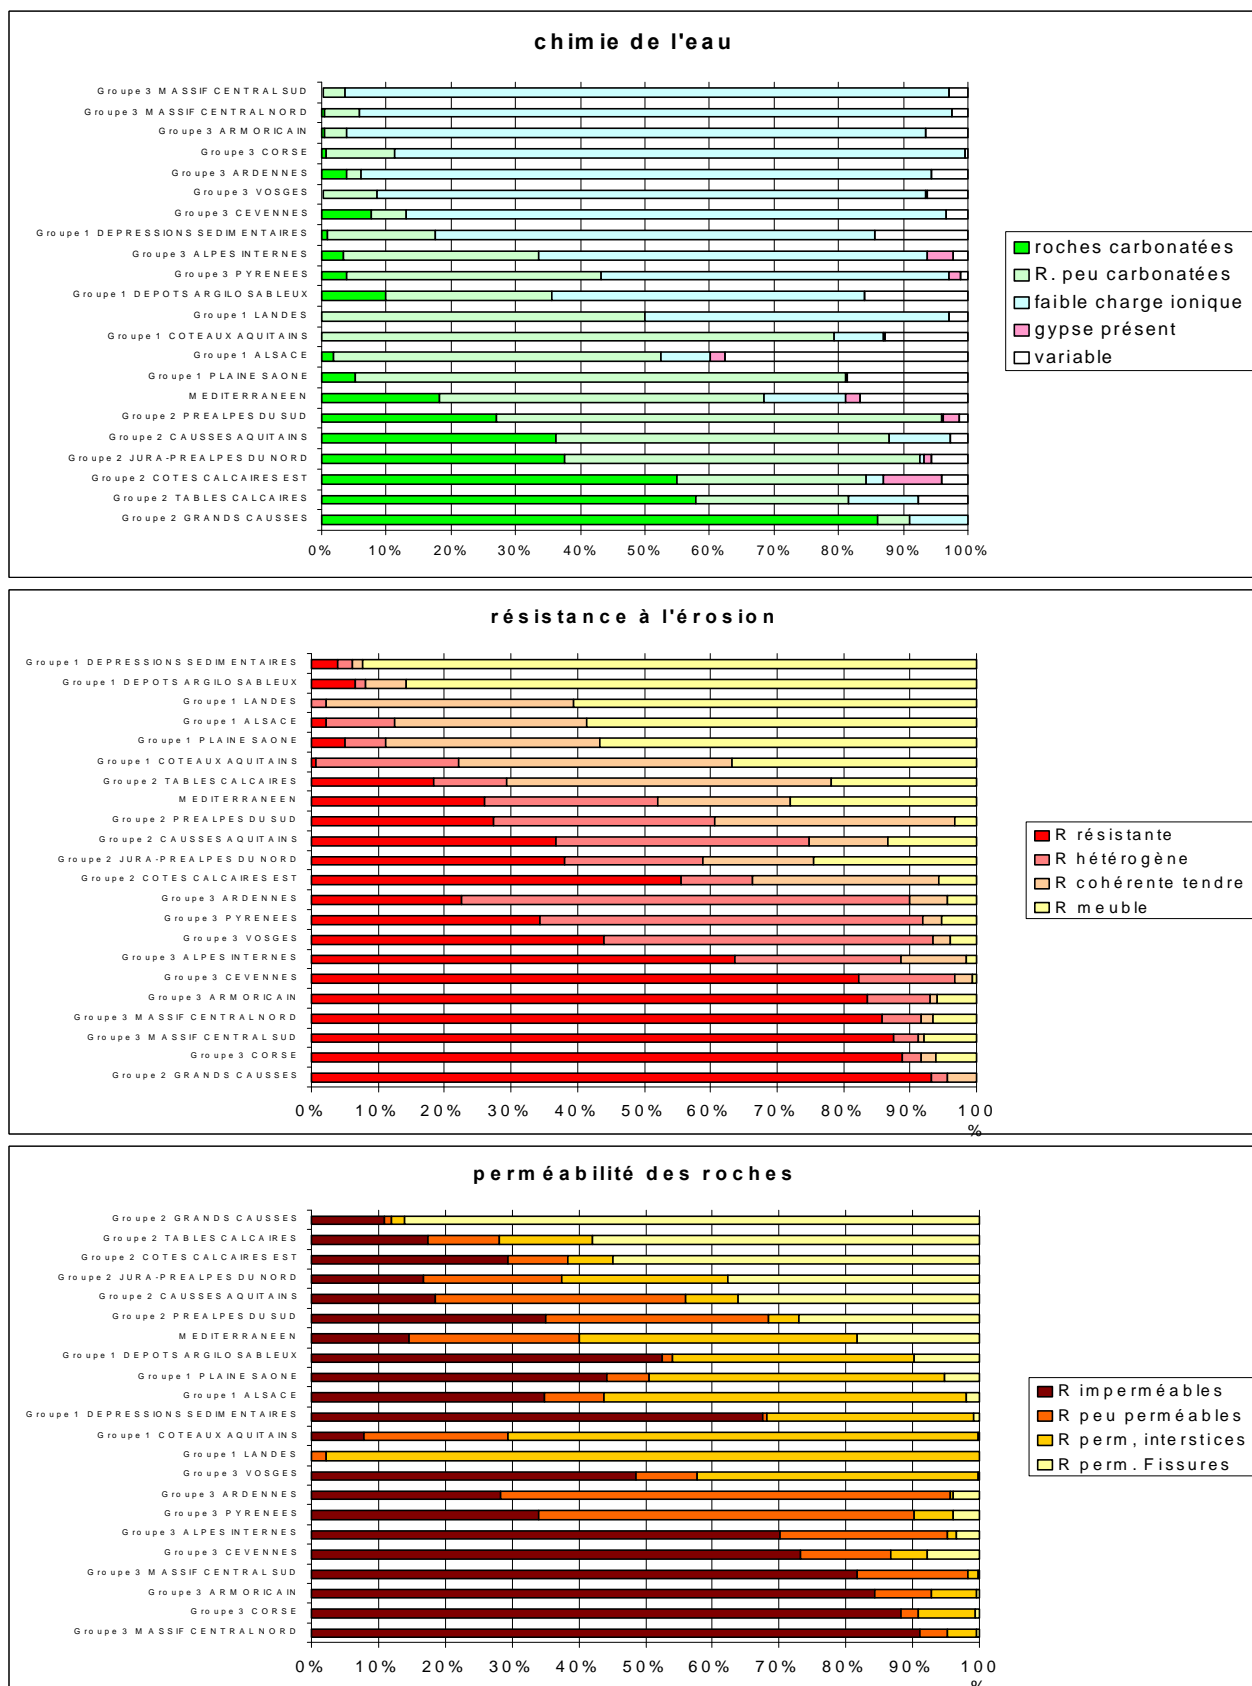 chimie de l'eau
Groupe 3 MASSIF CENTRAL SUD
Groupe 3 MASSIF CENTRAL NORD
Groupe 3 ARMORICAIN
Groupe 3 CORSE
Groupe 3 ARDENNES
Groupe 3 VOSGES
Groupe 3 CEVENNES
Groupe 1 DEPRESSIONS SEDIMENTAIRES
Groupe 3 ALPES INTERNES
Groupe 3 PYRENEES
Groupe 1 DEPOTS ARGILO SABLEUX
Groupe 1 LANDES
Groupe 1 COTEAUX AQUITAINS
Groupe 1 ALSACE
Groupe 1 PLAINE SAONE
MEDITERRANEEN
Groupe 2 PREALPES DU SUD
Groupe 2 CAUSSES AQUITAINS
Groupe 2 JURA-PREALPES DU NORD
Groupe 2 COTES CALCAIRES EST
Groupe 2 TABLES CALCAIRES
Groupe 2 GRANDS CAUSSES
0% 10% 20% 30% 40% 50% 60% 70% 80% 90% 100%
roches carbonatées
R. peu carbonatées
faible charge ionique
gypse présent
variable
résistance à l'érosion
Groupe 1 DEPRESSIONS SEDIMENTAIRES
Groupe 1 DEPOTS ARGILO SABLEUX
Groupe 1 LANDES
Groupe 1 ALSACE
Groupe 1 PLAINE SAONE
Groupe 1 COTEAUX AQUITAINS
Groupe 2 TABLES CALCAIRES
MEDITERRANEEN
Groupe 2 PREALPES DU SUD
Groupe 2 CAUSSES AQUITAINS
Groupe 2 JURA-PREALPES DU NORD
Groupe 2 COTES CALCAIRES EST
Groupe 3 ARDENNES
Groupe 3 PYRENEES
Groupe 3 VOSGES
Groupe 3 ALPES INTERNES
Groupe 3 CEVENNES
Groupe 3 ARMORICAIN
Groupe 3 MASSIF CENTRAL NORD
Groupe 3 MASSIF CENTRAL SUD
Groupe 3 CORSE
Groupe 2 GRANDS CAUSSES
0% 10% 20% 30% 40% 50% 60% 70% 80% 90% 100
%
R résistante
R hétérogène
R cohérente tendre
R meuble
perméabilité des roches
Groupe 2 GRANDS CAUSSES
Groupe 2 TABLES CALCAIRES
Groupe 2 COTES CALCAIRES EST
Groupe 2 JURA-PREALPES DU NORD
Groupe 2 CAUSSES AQUITAINS
Groupe 2 PREALPES DU SUD
MEDITERRANEEN
Groupe 1 DEPOTS ARGILO SABLEUX
Groupe 1 PLAINE SAONE
Groupe 1 ALSACE
Groupe 1 DEPRESSIONS SEDIMENTAIRES
Groupe 1 COTEAUX AQUITAINS
Groupe 1 LANDES
Groupe 3 VOSGES
Groupe 3 ARDENNES
Groupe 3 PYRENEES
Groupe 3 ALPES INTERNES
Groupe 3 CEVENNES
Groupe 3 MASSIF CENTRAL SUD
Groupe 3 ARMORICAIN
Groupe 3 CORSE
Groupe 3 MASSIF CENTRAL NORD
0% 10% 20% 30% 40% 50% 60% 70% 80% 90% 100
%
R imperméables
R peu perméables
R perm, interstices
R perm. Fissures